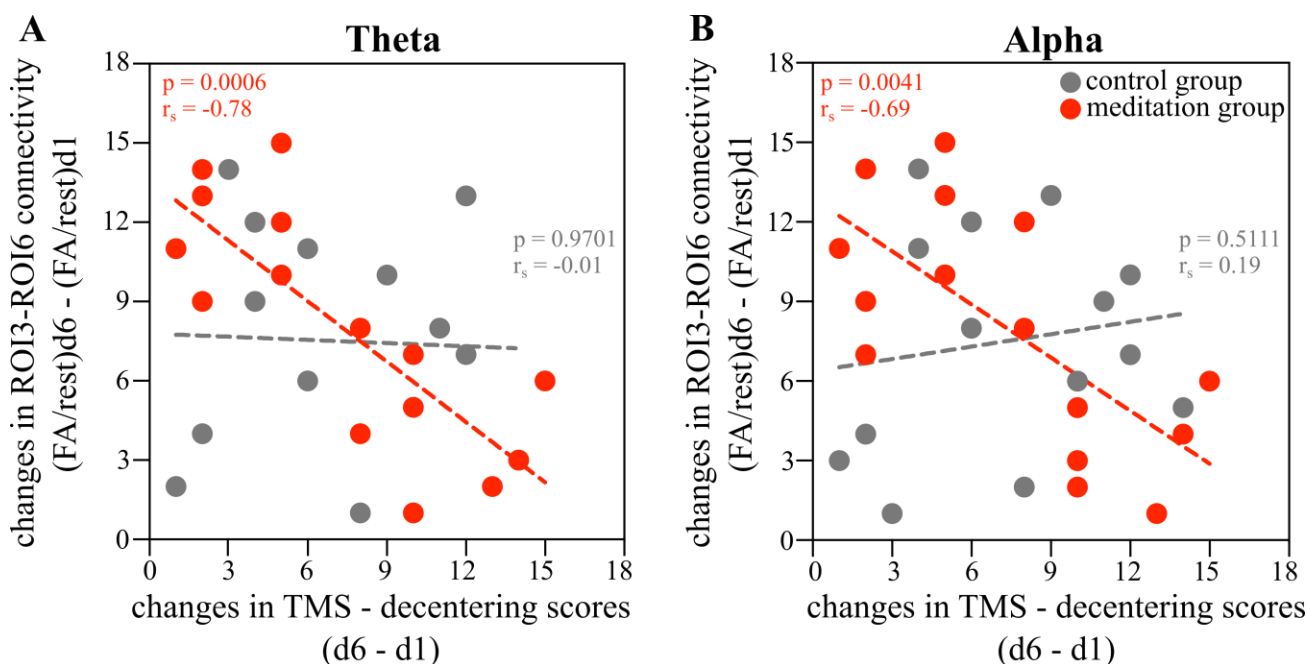 A
Theta
changes in ROI3-ROI6 connectivity
(FA/rest)d6 - (FA/rest)d1
18
15
12
9
6
3
0
p = 0.0006
rs = -0.78
p = 0.9701
rs = -0.01
0 3 6 9 12 15 18
changes in TMS - decentering scores
(d6 - d1)
B
Alpha
changes in ROI3-ROI6 connectivity
(FA/rest)d6 - (FA/rest)d1
18
15
12
9
6
3
0
p = 0.0041
rs = -0.69
control group
meditation group
p = 0.5111
rs = 0.19
0 3 6 9 12 15 18
changes in TMS - decentering scores
(d6 - d1)